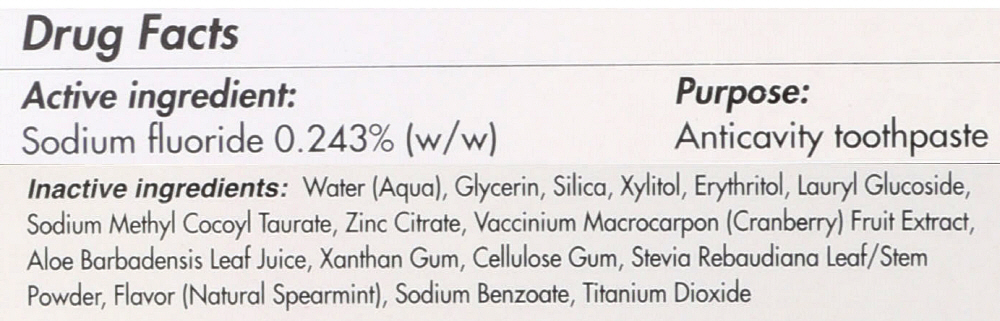 Drug Facts
Active ingredient: Purpose:
Sodium fluoride 0.243% (w/w) Anticavity toothpaste
Inactive ingredients: Water (Aqua), Glycerin, Silica, Xylitol, Erythritol, Lauryl Glucoside,
Sodium Methyl Cocoyl Taurate, Zinc Citrate, Vaccinium Macrocarpon (Cranberry) Fruit Extract,
Aloe Barbadensis Leaf Juice, Xanthan Gum, Cellulose Gum, Stevia Rebaudiana Leaf/Stem
Powder, Flavor (Natural Spearmint), Sodium Benzoate, Titanium Dioxide